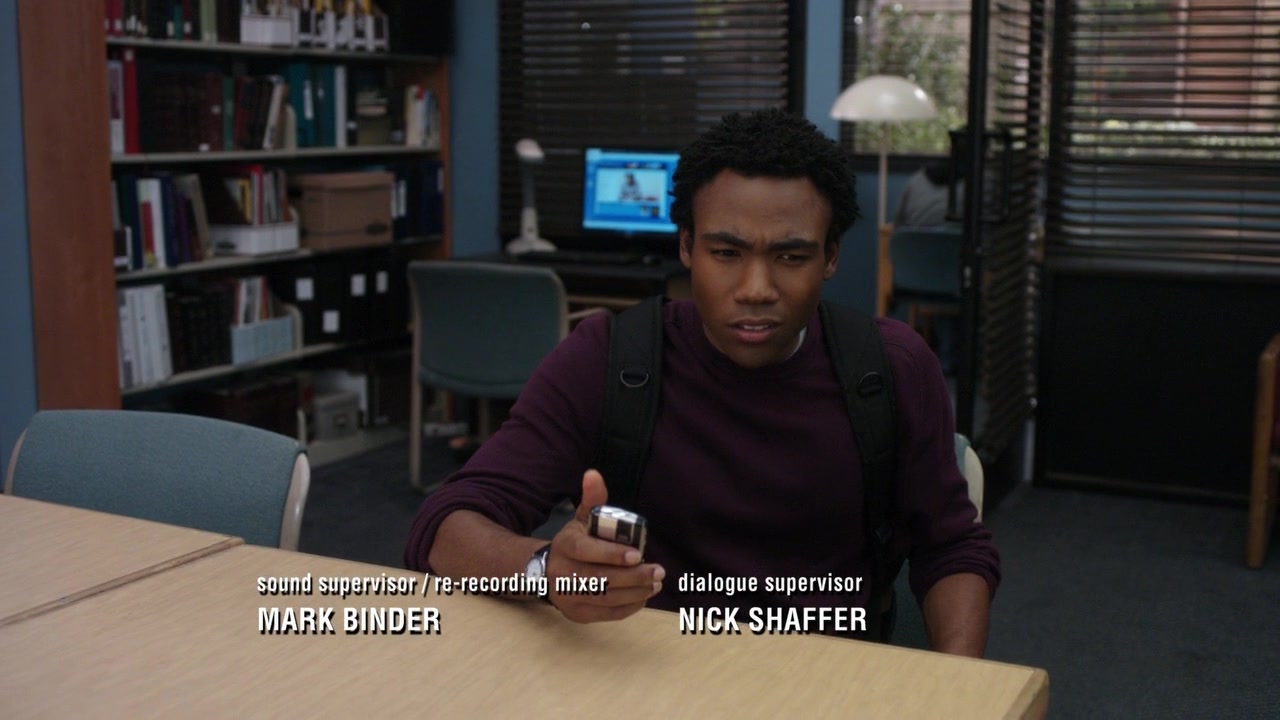 sound supervisor / re-recording mixer
MARK BINDER
dialogue supervisor
NICK SHAFFER